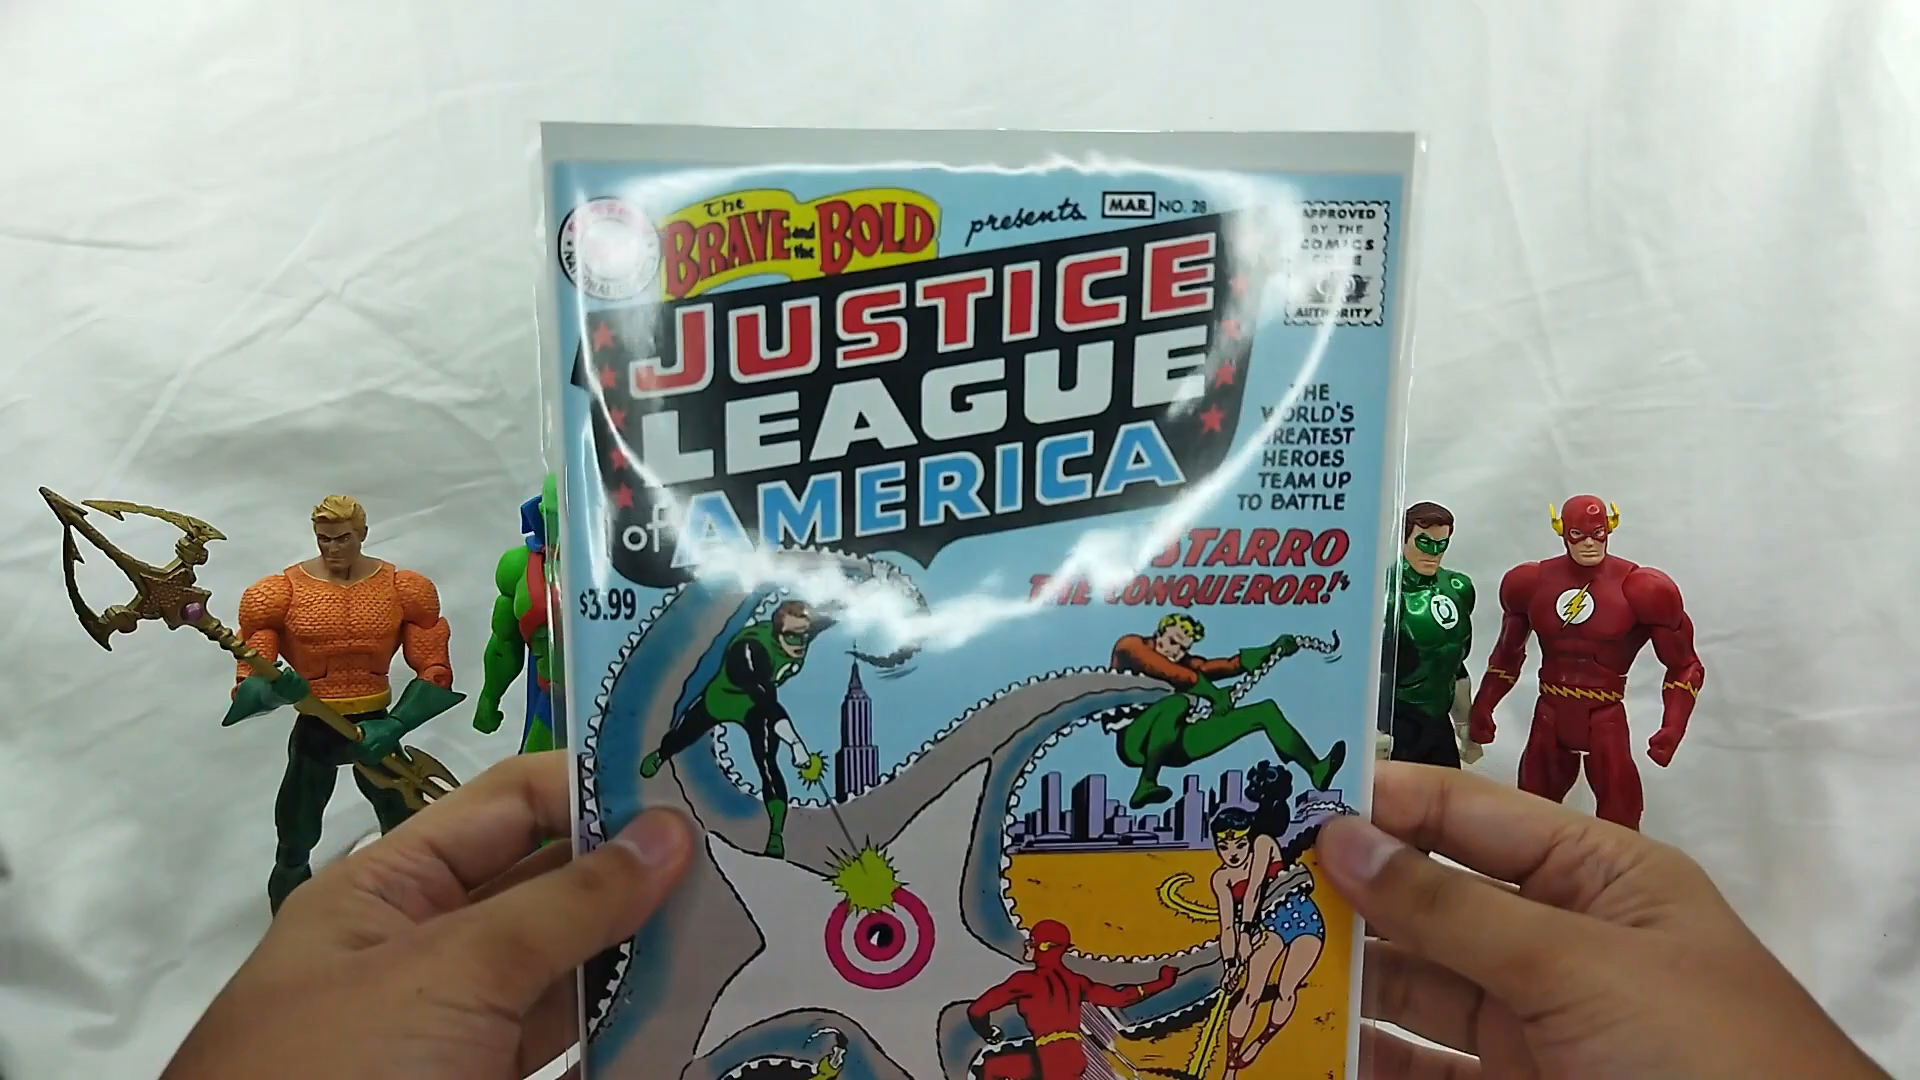 The
BRAVE and the BOLD
presents
MAR. NO. 28
APPROVED
BY THE
COMICS
CODE
AUTHORITY
JUSTICE
LEAGUE
of AMERICA
THE
WORLD'S
GREATEST
HEROES
TEAM UP
TO BATTLE
"STARRO
THE CONQUEROR!"
$3.99